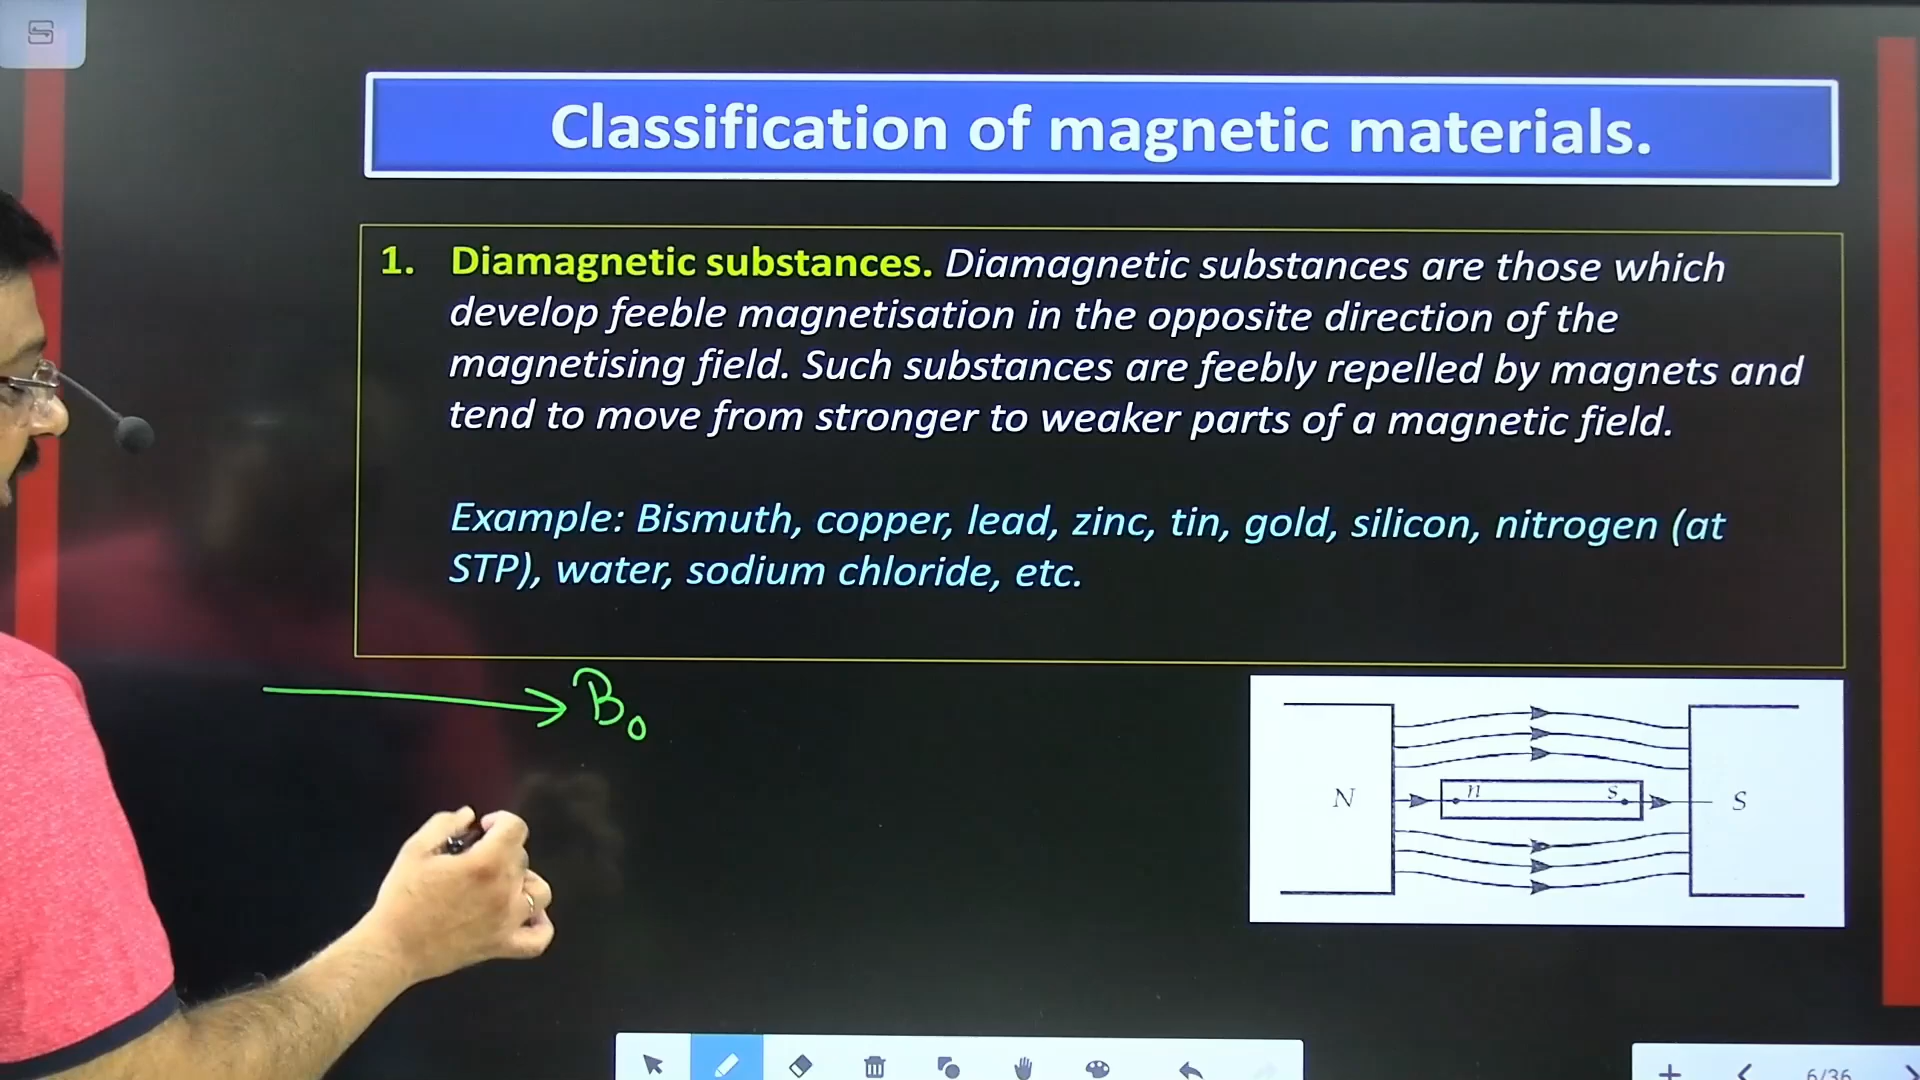 Classification of magnetic materials.
1. Diamagnetic substances. Diamagnetic substances are those which
develop feeble magnetisation in the opposite direction of the
magnetising field. Such substances are feebly repelled by magnets and
tend to move from stronger to weaker parts of a magnetic field.
Example: Bismuth, copper, lead, zinc, tin, gold, silicon, nitrogen (at
STP), water, sodium chloride, etc.
B₀
N n s S
6/36